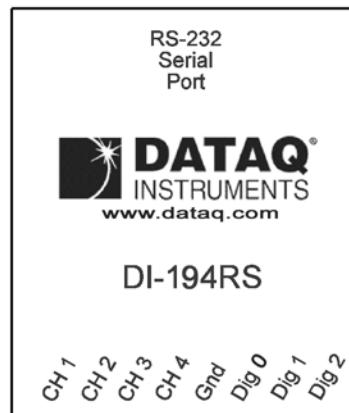 RS-232
Serial
Port
DATAQ®
INSTRUMENTS
www.dataq.com
DI-194RS
CH 1 CH 2 CH 3 CH 4 Gnd Dig 0 Dig 1 Dig 2